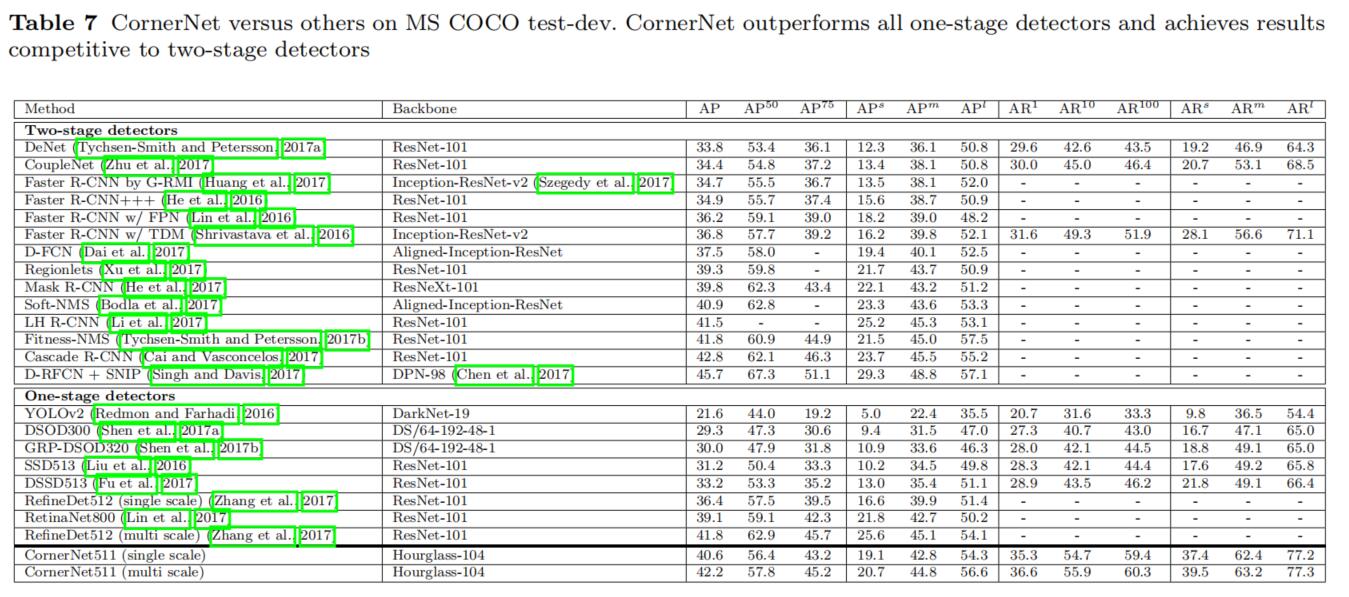 Table 7 CornerNet versus others on MS COCO test-dev. CornerNet outperforms all one-stage detectors and achieves results
competitive to two-stage detectors
Method Backbone AP AP50 AP75 APs APm APl AR1 AR10 AR100 ARs ARm ARl
Two-stage detectors
DeNet (Tychsen-Smith and Petersson, 2017a) ResNet-101 33.8 53.4 36.1 12.3 36.1 50.8 29.6 42.6 43.5 19.2 46.9 64.3
CoupleNet (Zhu et al., 2017) ResNet-101 34.4 54.8 37.2 13.4 38.1 50.8 30.0 45.0 46.4 20.7 53.1 68.5
Faster R-CNN by G-RMI (Huang et al., 2017) Inception-ResNet-v2 (Szegedy et al., 2017) 34.7 55.5 36.7 13.5 38.1 52.0 - - - - - -
Faster R-CNN+++ (He et al., 2016) ResNet-101 34.9 55.7 37.4 15.6 38.7 50.9 - - - - - -
Faster R-CNN w/ FPN (Lin et al., 2016) ResNet-101 36.2 59.1 39.0 18.2 39.0 48.2 - - - - - -
Faster R-CNN w/ TDM (Shrivastava et al., 2016) Inception-ResNet-v2 36.8 57.7 39.2 16.2 39.8 52.1 31.6 49.3 51.9 28.1 56.6 71.1
D-FCN (Dai et al., 2017) Aligned-Inception-ResNet 37.5 58.0 - 19.4 40.1 52.5 - - - - - -
Regionlets (Xu et al., 2017) ResNet-101 39.3 59.8 - 21.7 43.7 50.9 - - - - - -
Mask R-CNN (He et al., 2017) ResNeXt-101 39.8 62.3 43.4 22.1 43.2 51.2 - - - - - -
Soft-NMS (Bodla et al., 2017) Aligned-Inception-ResNet 40.9 62.8 - 23.3 43.6 53.3 - - - - - -
LH R-CNN (Li et al., 2017) ResNet-101 41.5 - - 25.2 45.3 53.1 - - - - - -
Fitness-NMS (Tychsen-Smith and Petersson, 2017b) ResNet-101 41.8 60.9 44.9 21.5 45.0 57.5 - - - - - -
Cascade R-CNN (Cai and Vasconcelos, 2017) ResNet-101 42.8 62.1 46.3 23.7 45.5 55.2 - - - - - -
D-RFCN + SNIP (Singh and Davis, 2017) DPN-98 (Chen et al., 2017) 45.7 67.3 51.1 29.3 48.8 57.1 - - - - - -
One-stage detectors
YOLOv2 (Redmon and Farhadi, 2016) DarkNet-19 21.6 44.0 19.2 5.0 22.4 35.5 20.7 31.6 33.3 9.8 36.5 54.4
DSOD300 (Shen et al., 2017a) DS/64-192-48-1 29.3 47.3 30.6 9.4 31.5 47.0 27.3 40.7 43.0 16.7 47.1 65.0
GRP-DSOD320 (Shen et al., 2017b) DS/64-192-48-1 30.0 47.9 31.8 10.9 33.6 46.3 28.0 42.1 44.5 18.8 49.1 65.0
SSD513 (Liu et al., 2016) ResNet-101 31.2 50.4 33.3 10.2 34.5 49.8 28.3 42.1 44.4 17.6 49.2 65.8
DSSD513 (Fu et al., 2017) ResNet-101 33.2 53.3 35.2 13.0 35.4 51.1 28.9 43.5 46.2 21.8 49.1 66.4
RefineDet512 (single scale) (Zhang et al., 2017) ResNet-101 36.4 57.5 39.5 16.6 39.9 51.4 - - - - - -
RetinaNet800 (Lin et al., 2017) ResNet-101 39.1 59.1 42.3 21.8 42.7 50.2 - - - - - -
RefineDet512 (multi scale) (Zhang et al., 2017) ResNet-101 41.8 62.9 45.7 25.6 45.1 54.1 - - - - - -
CornerNet511 (single scale) Hourglass-104 40.6 56.4 43.2 19.1 42.8 54.3 35.3 54.7 59.4 37.4 62.4 77.2
CornerNet511 (multi scale) Hourglass-104 42.2 57.8 45.2 20.7 44.8 56.6 36.6 55.9 60.3 39.5 63.2 77.3